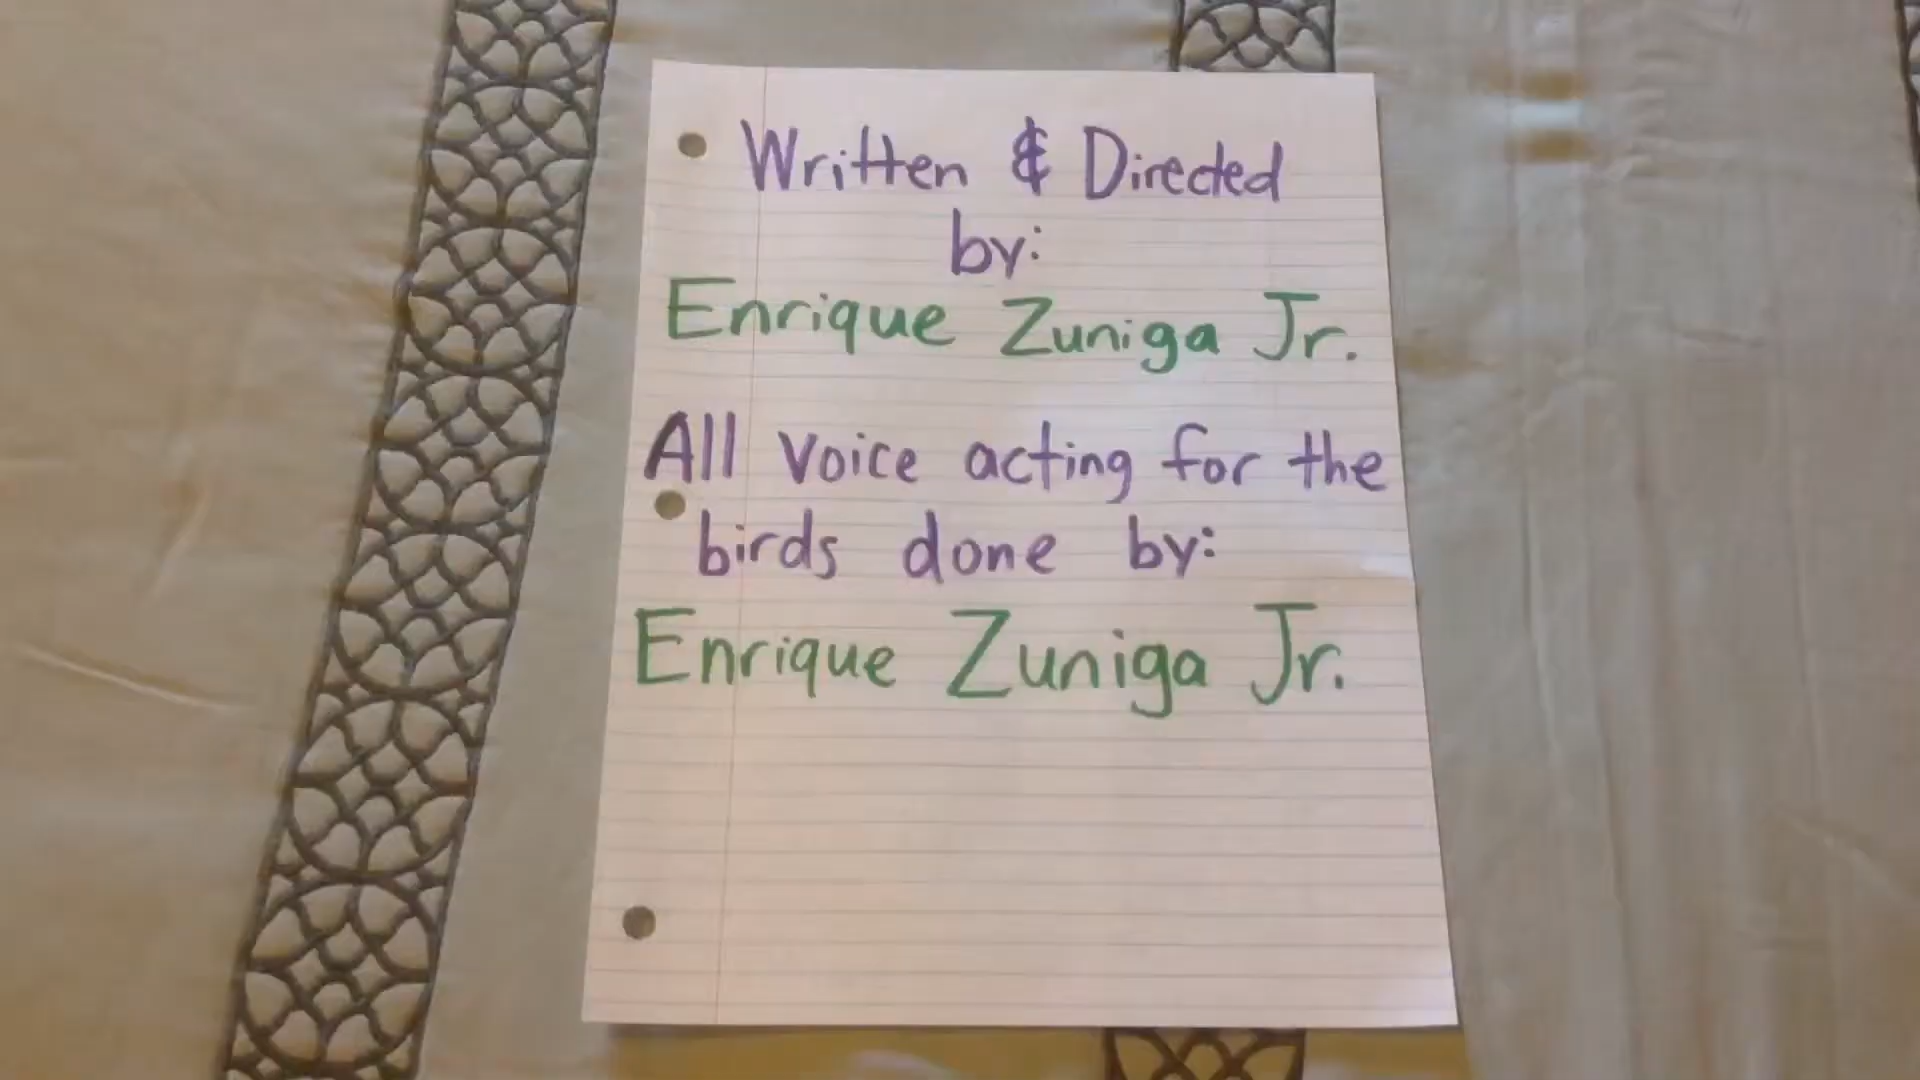 Written & Directed
by:
Enrique Zuniga Jr.
All voice acting for the
birds done by:
Enrique Zuniga Jr.